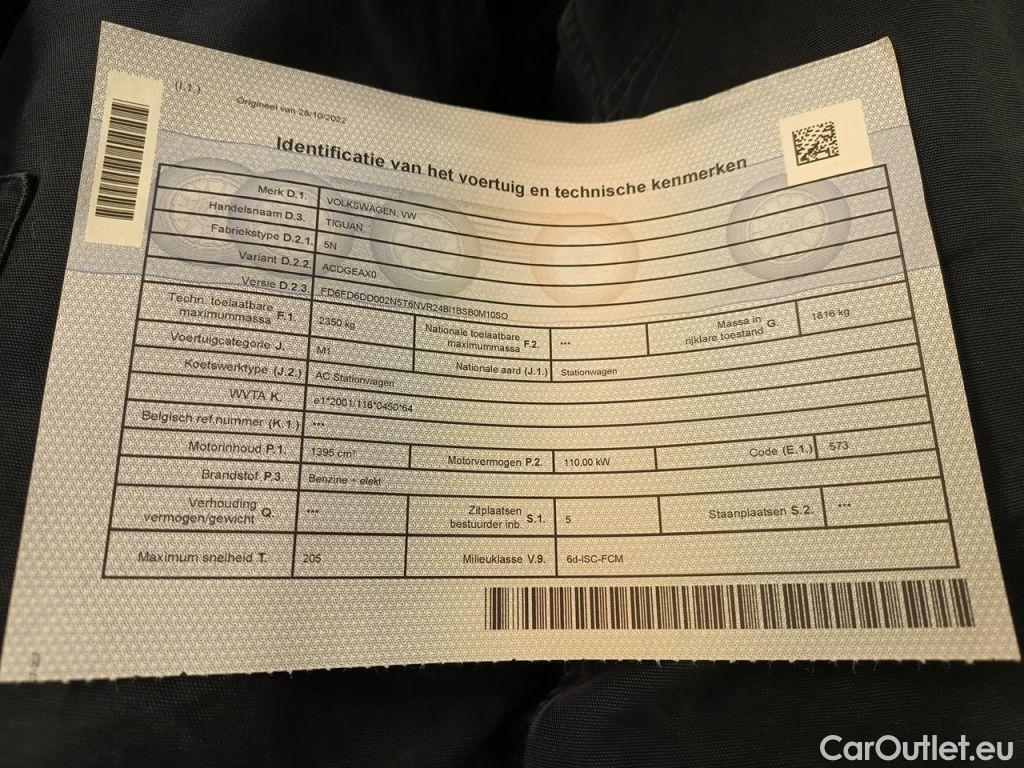 (I.1.)
Origineel van 28/10/2022
Identificatie van het voertuig en technische kenmerken
Merk D.1. VOLKSWAGEN, VW
Handelsnaam D.3. TIGUAN
Fabriekstype D.2.1. 5N
Variant D.2.2. ACDGEAX0
Versie D.2.3. FD6FD6DD002N5T6NVR24BI1BSB0M10SO
Techn. toelaatbare
maximummassa F.1. 2350 kg Nationale toelaatbare
maximummassa F.2. *** Massa in
rijklare toestand G. 1816 kg
Voertuigcategorie J. M1 Nationale aard (J.1.) Stationwagen
Koetswerktype (J.2.) AC Stationwagen
WVTA K. e1*2001/116*0450*64
Belgisch ref.nummer (K.1.) ***
Motorinhoud P.1. 1395 cm³ Motorvermogen P.2. 110,00 kW Code (E.1.) 573
Brandstof P.3. Benzine + elekt
Verhouding
vermogen/gewicht Q. *** Zitplaatsen
bestuurder inb. S.1. 5 Staanplaatsen S.2. ***
Maximum snelheid T. 205 Milieuklasse V.9. 6d-ISC-FCM
CarOutlet.eu